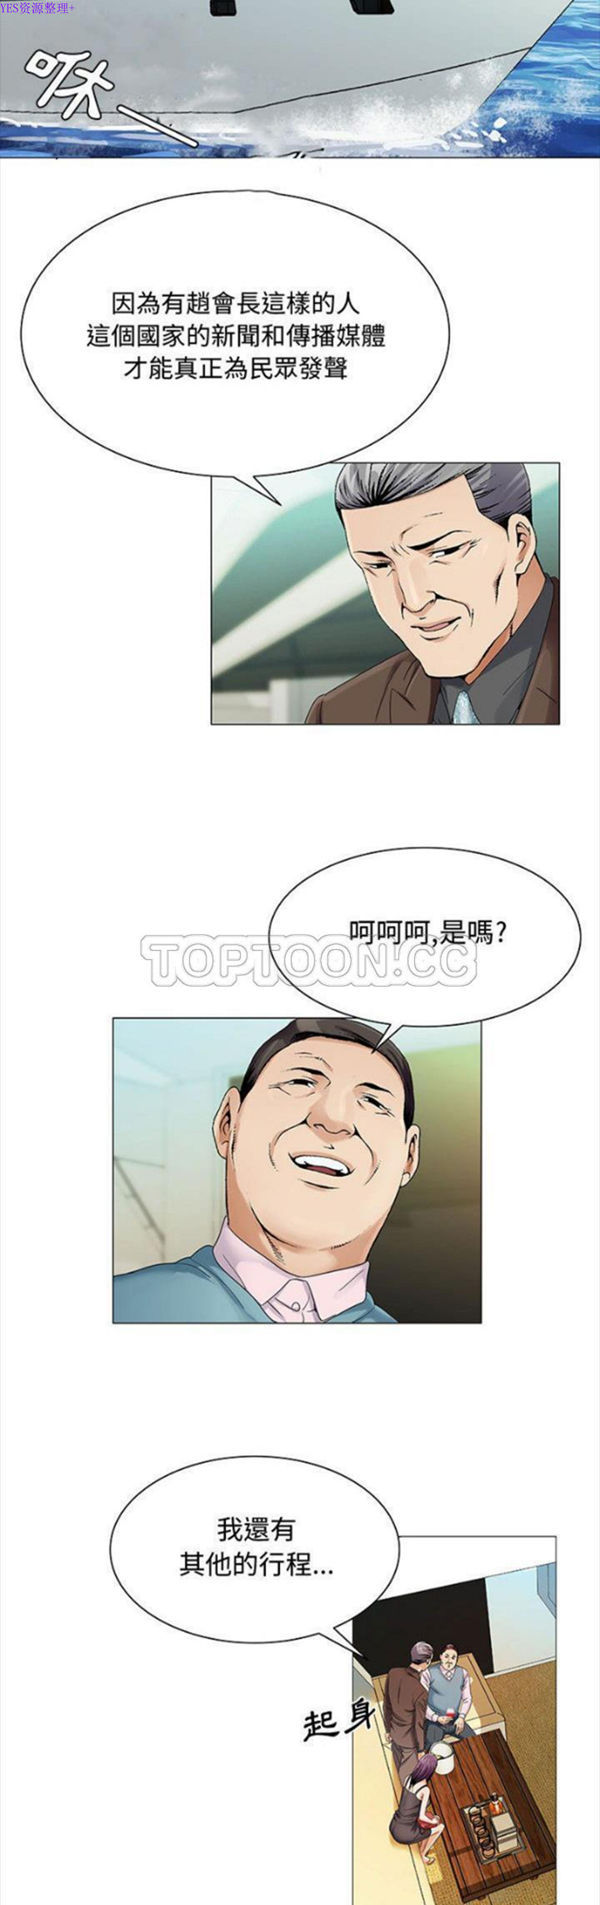 YES资源整理+
咻
因為有趙會長這樣的人
這個國家的新聞和傳播媒體
才能真正為民眾發聲
呵呵呵,是嗎?
TOPTOON.CC
我還有
其他的行程...
起身